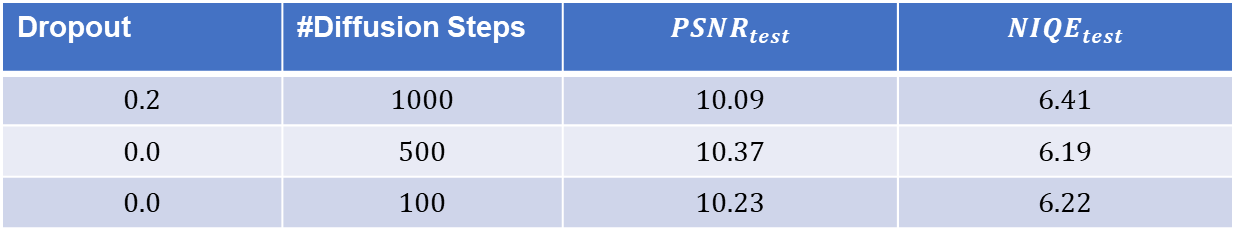 Dropout #Diffusion Steps PSNR_test NIQE_test
0.2 1000 10.09 6.41
0.0 500 10.37 6.19
0.0 100 10.23 6.22